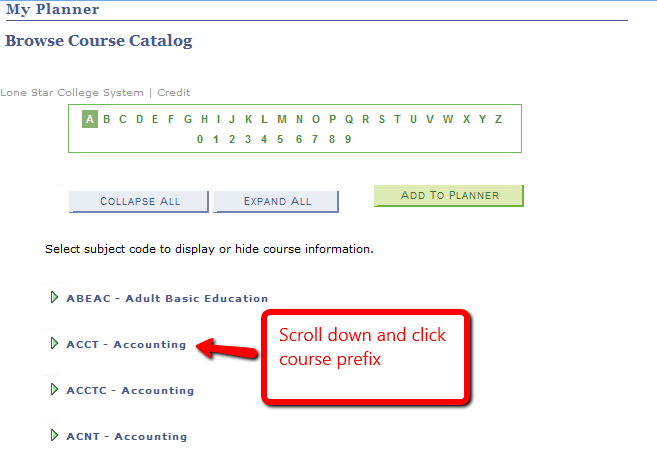 My Planner
Browse Course Catalog
Lone Star College System | Credit
A B C D E F G H I J K L M N O P Q R S T U V W X Y Z
0 1 2 3 4 5 6 7 8 9
COLLAPSE ALL EXPAND ALL ADD TO PLANNER
Select subject code to display or hide course information.
ABEAC - Adult Basic Education
ACCT - Accounting
Scroll down and click
course prefix
ACCTC - Accounting
ACNT - Accounting